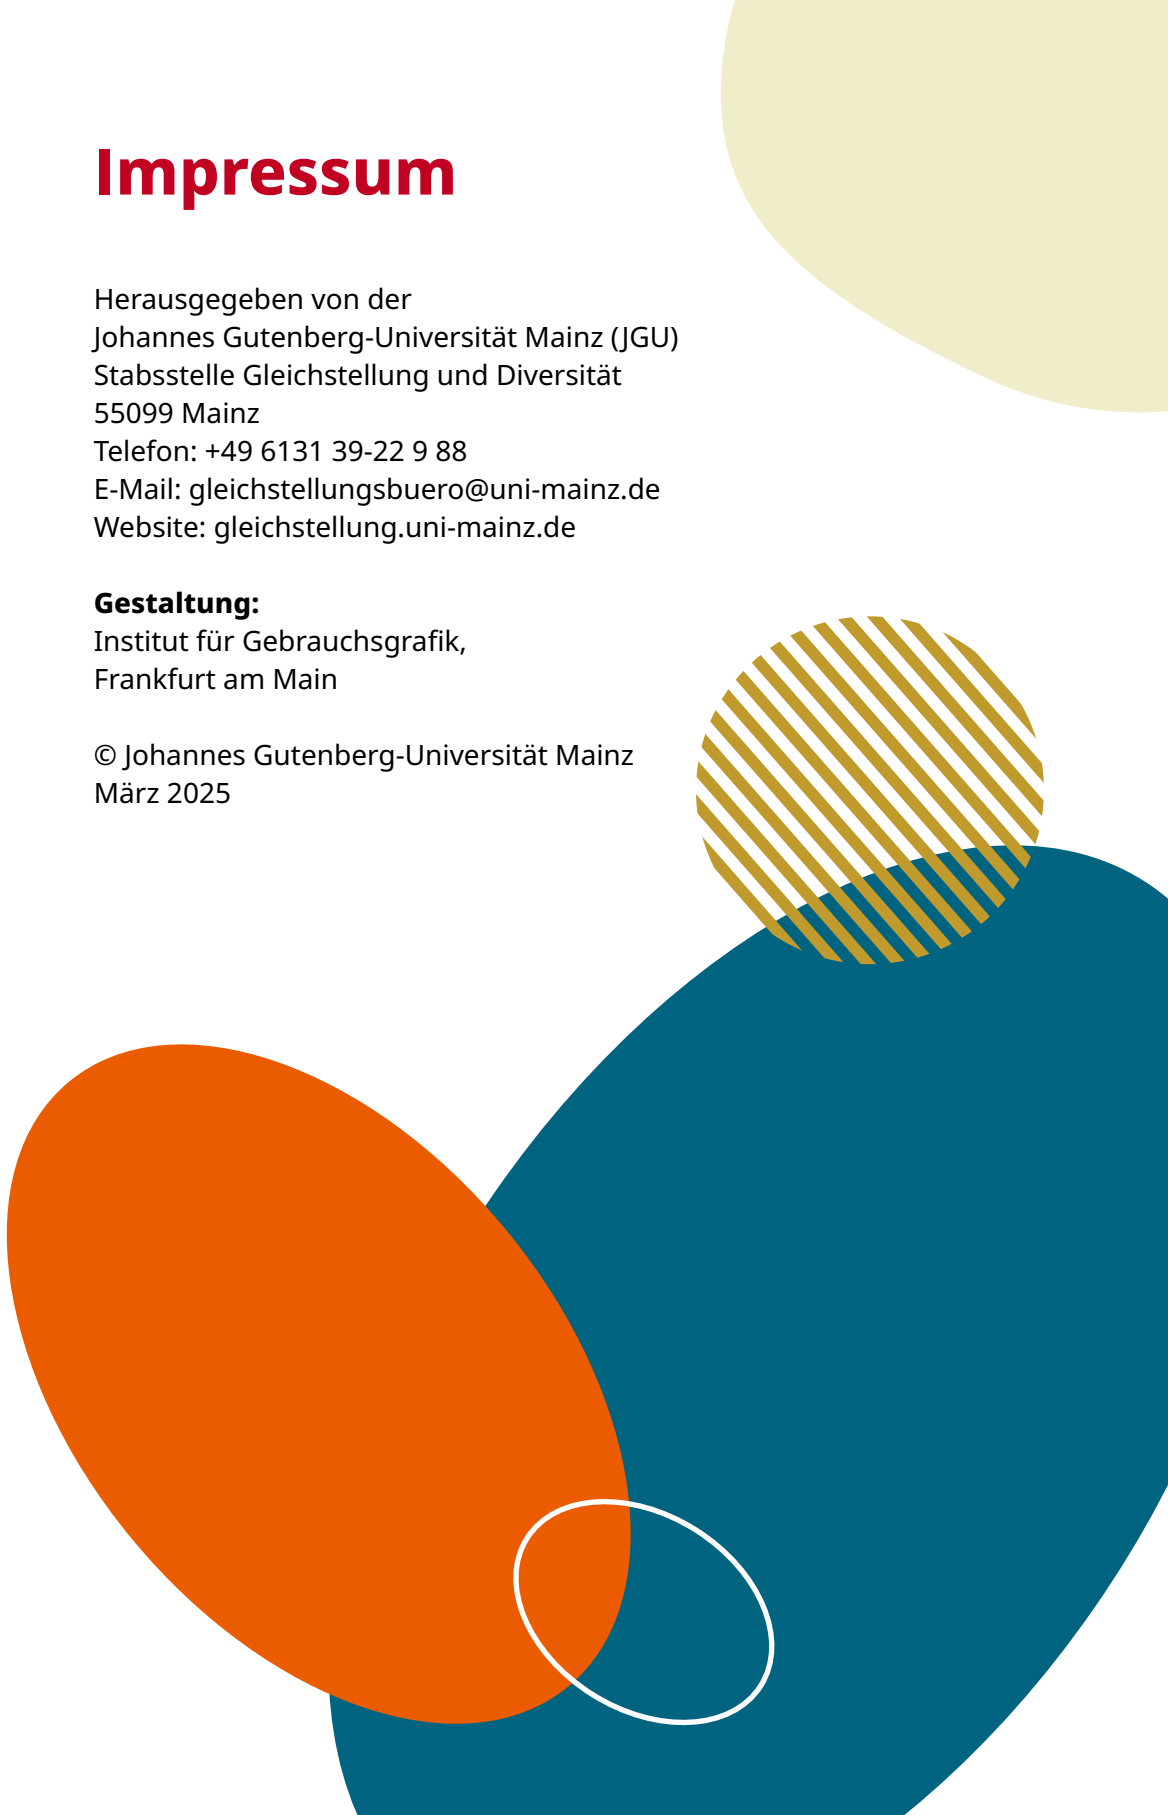 Impressum
Herausgegeben von der
Johannes Gutenberg-Universität Mainz (JGU)
Stabsstelle Gleichstellung und Diversität
55099 Mainz
Telefon: +49 6131 39-22 9 88
E-Mail: gleichstellungsbuero@uni-mainz.de
Website: gleichstellung.uni-mainz.de
Gestaltung:
Institut für Gebrauchsgrafik,
Frankfurt am Main
© Johannes Gutenberg-Universität Mainz
März 2025